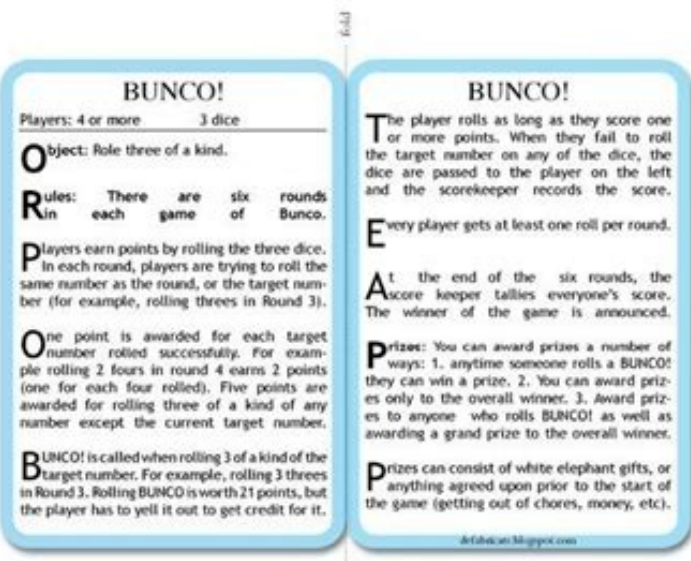 Fold
BUNCO!
Players: 4 or more 3 dice
Object: Role three of a kind.
Rules: There are six rounds
in each game of Bunco.
Players earn points by rolling the three dice.
In each round, players are trying to roll the
same number as the round, or the target num-
ber (for example, rolling threes in Round 3).
One point is awarded for each target
number rolled successfully. For exam-
ple rolling 2 fours in round 4 earns 2 points
(one for each four rolled). Five points are
awarded for rolling three of a kind of any
number except the current target number.
BUNCO! is called when rolling 3 of a kind of the
target number. For example, rolling 3 threes
in Round 3. Rolling BUNCO is worth 21 points, but
the player has to yell it out to get credit for it.
BUNCO!
The player rolls as long as they score one
or more points. When they fail to roll
the target number on any of the dice, the
dice are passed to the player on the left
and the scorekeeper records the score.
Every player gets at least one roll per round.
At the end of the six rounds, the
score keeper tallies everyone's score.
The winner of the game is announced.
Prizes: You can award prizes a number of
ways: 1. anytime someone rolls a BUNCO!
they can win a prize. 2. You can award priz-
es only to the overall winner. 3. Award priz-
es to anyone who rolls BUNCO! as well as
awarding a grand prize to the overall winner.
Prizes can consist of white elephant gifts, or
anything agreed upon prior to the start of
the game (getting out of chores, money, etc).